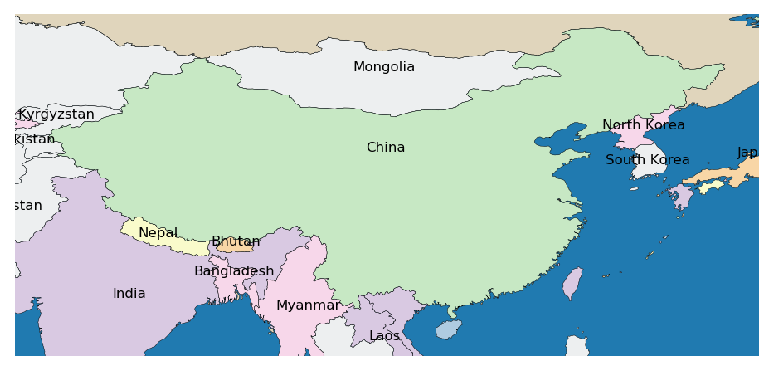 Mongolia
Kyrgyzstan
North Korea
kistan
China
Jap
South Korea
stan
Nepal
Bhutan
Bangladesh
India
Myanmar
Laos